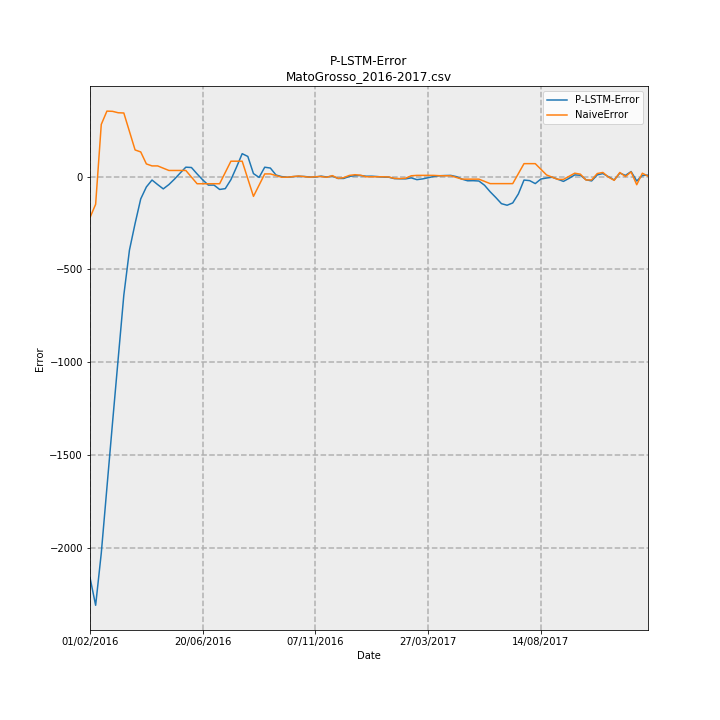 P-LSTM-Error
MatoGrosso_2016-2017.csv
P-LSTM-Error
NaiveError
0
−500
−1000
−1500
−2000
Error
01/02/2016
20/06/2016
07/11/2016
27/03/2017
14/08/2017
Date